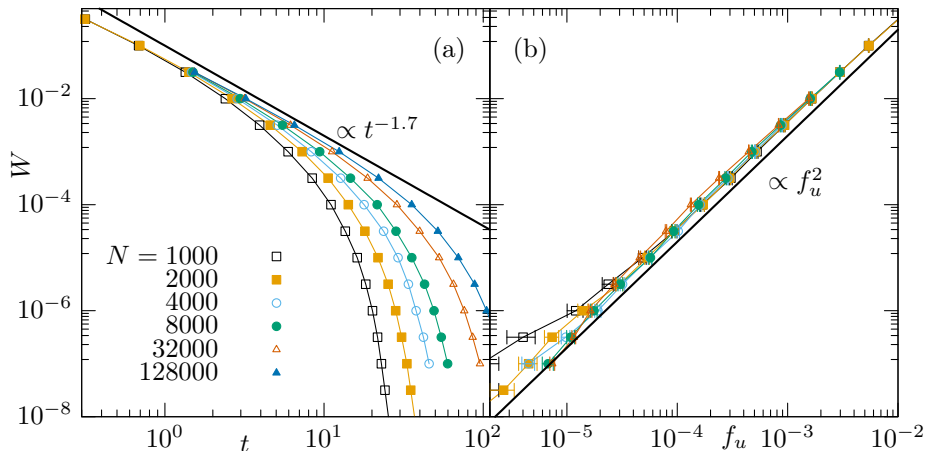 (a)
(b)
10^{-2}
∝ t^{-1.7}
W
∝ f_u^2
10^{-4}
N = 1000
2000
4000
8000
32000
128000
10^{-6}
10^{-8}
10^0 t 10^1 10^2
10^{-5} 10^{-4} f_u 10^{-3} 10^{-2}